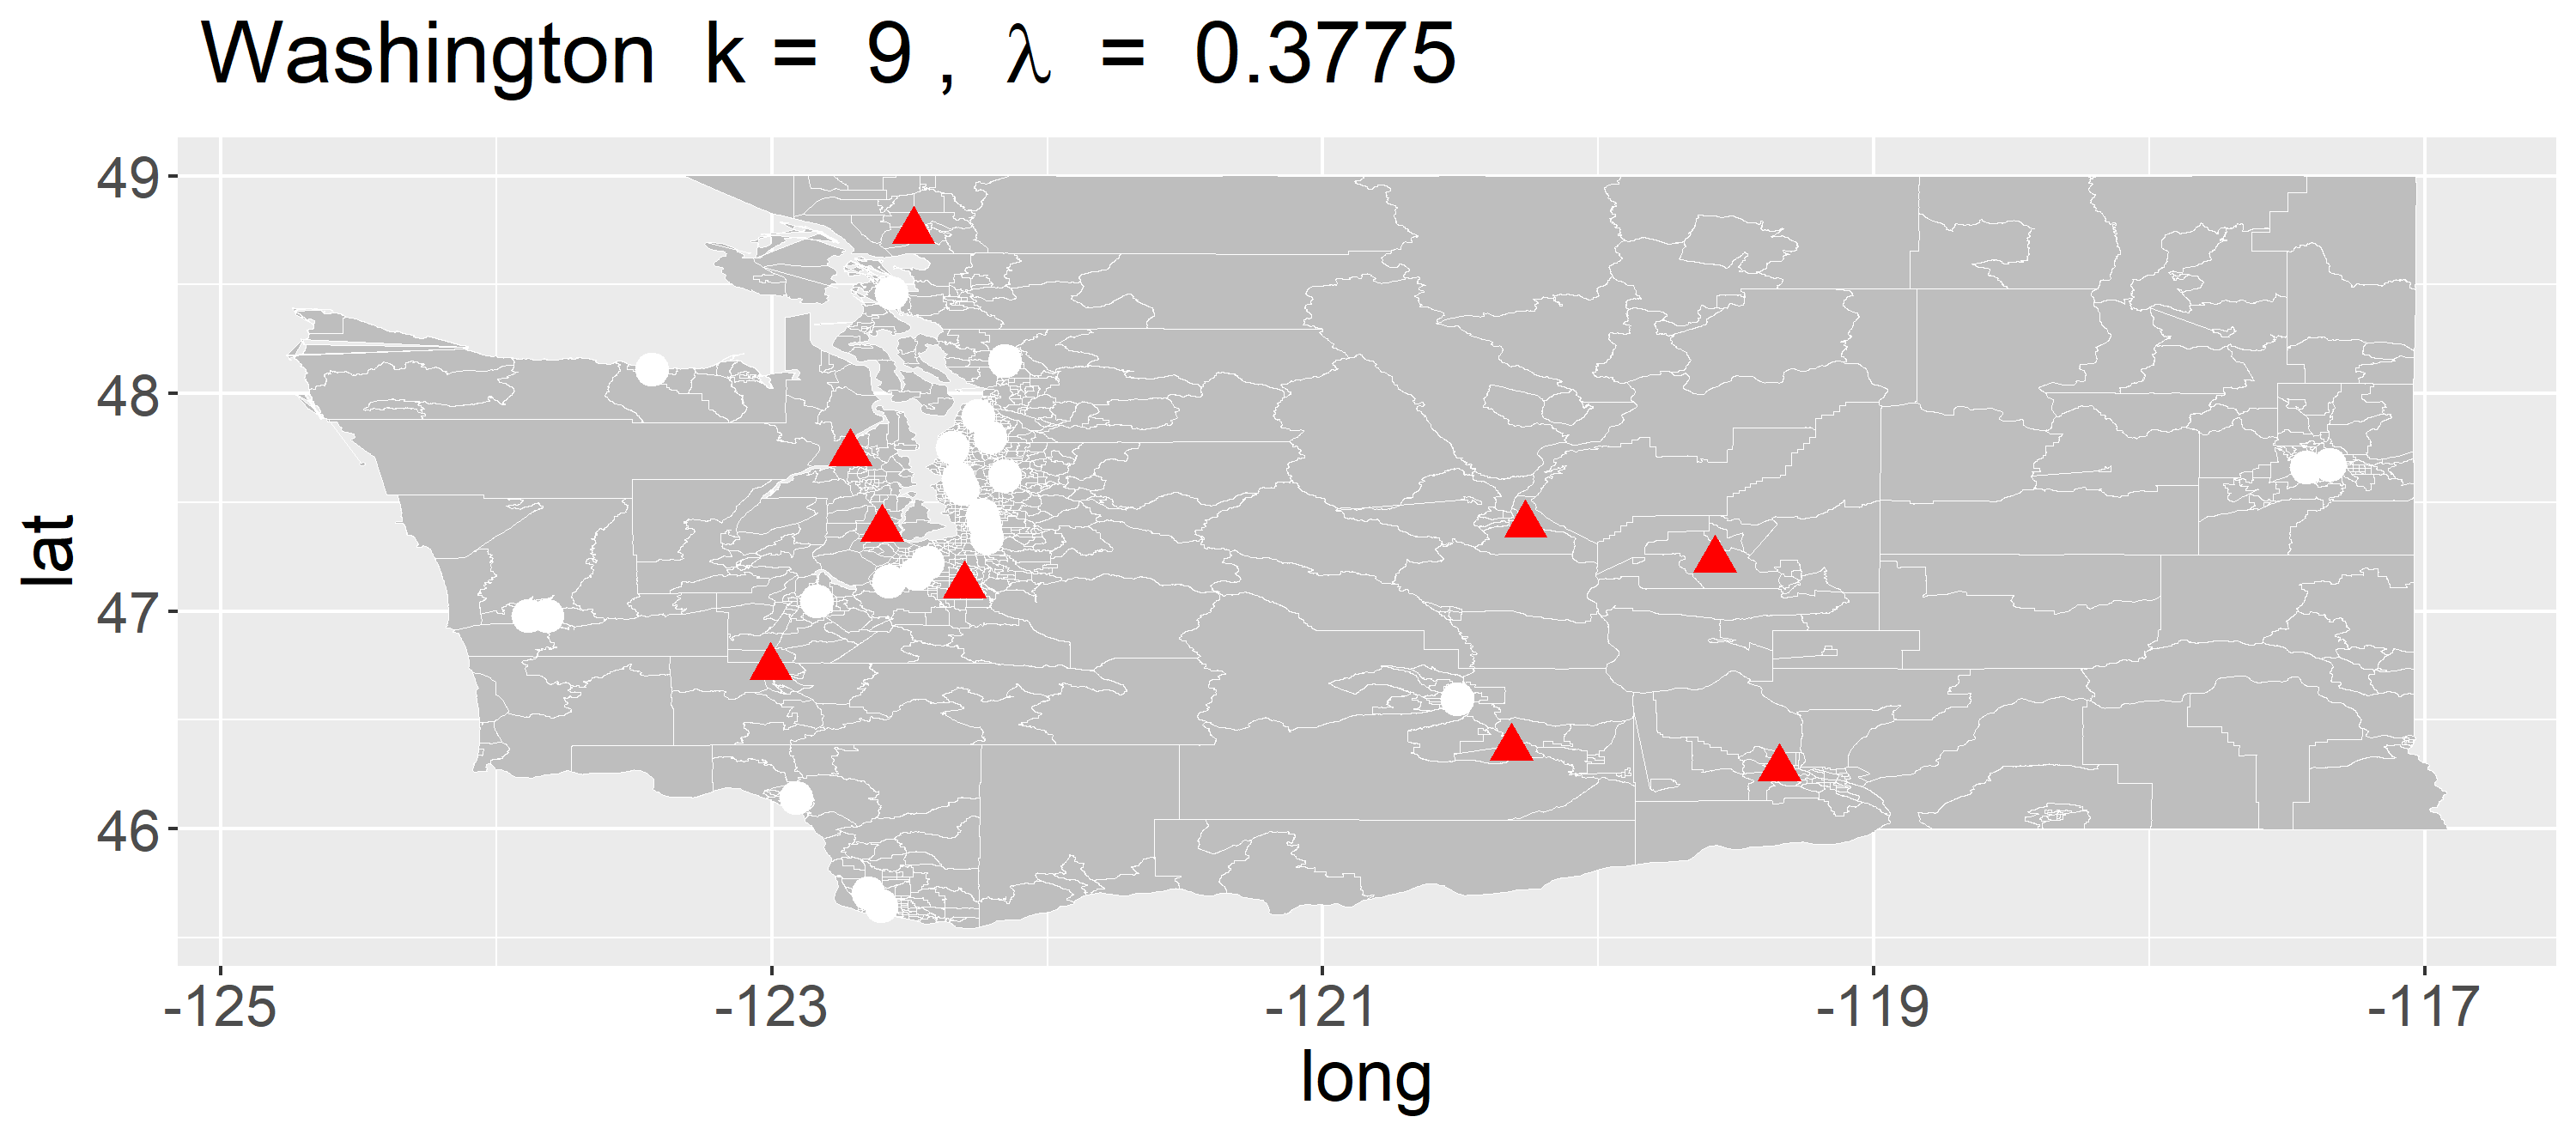 Washington k = 9 , λ = 0.3775
49
48
47
46
lat
-125 -123 -121 -119 -117
long